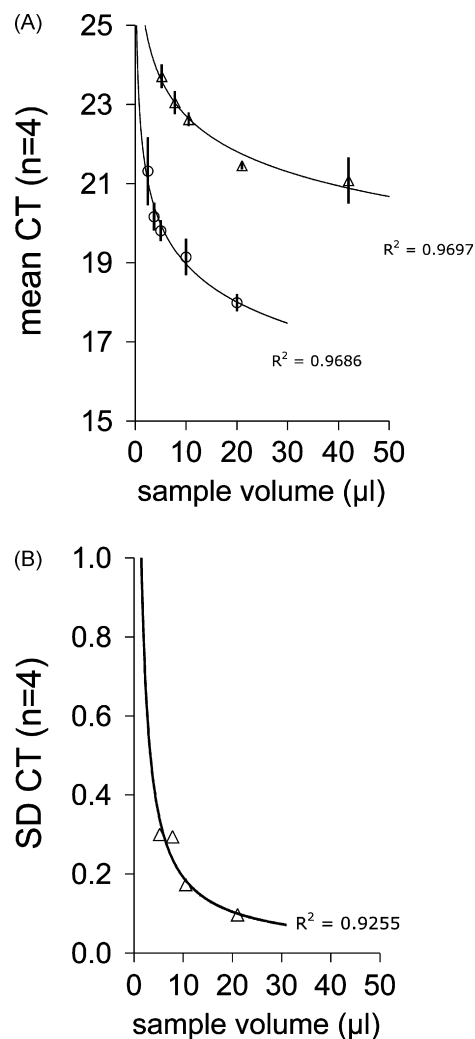 (A)
25
23
21
19
17
15
mean CT (n=4)
R² = 0.9697
R² = 0.9686
0 10 20 30 40 50
sample volume (µl)
(B)
1.0
0.8
0.6
0.4
0.2
0.0
SD CT (n=4)
R² = 0.9255
0 10 20 30 40 50
sample volume (µl)